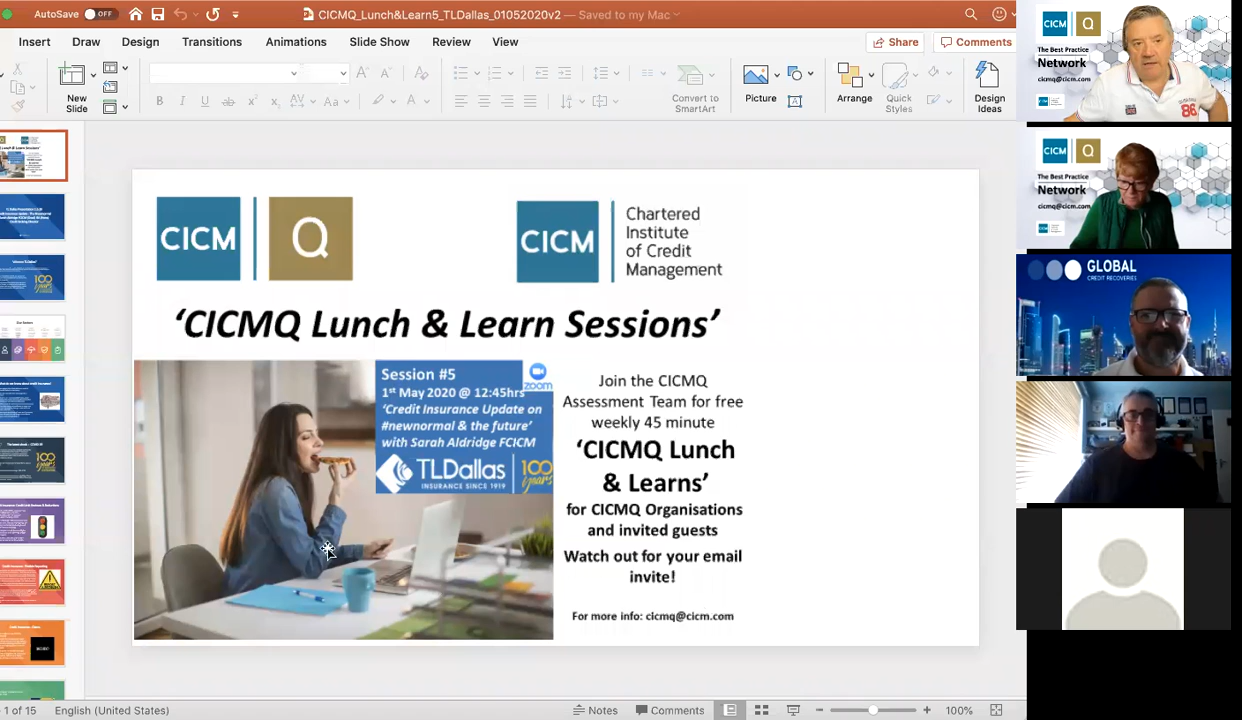 AutoSave OFF
CICMQ_Lunch&Learn5_TLDallas_01052020v2 — Saved to my Mac
Insert Draw Design Transitions Animations Slide Show Review View
Share Comments
New
Slide
Convert to
SmartArt
Picture
Arrange
Quick
Styles
Design
Ideas
CICM Q
CICM
Chartered
Institute
of Credit
Management
‘CICMQ Lunch & Learn Sessions’
Session #5
1st May 2020 @ 12:45hrs
zoom
‘Credit Insurance Update on
#newnormal & the future’
with Sarah Aldridge FCICM
TLDallas
INSURANCE SINCE 1919
100
years
Join the CICMQ
Assessment Team for free
weekly 45 minute
‘CICMQ Lunch
& Learns’
for CICMQ Organisations
and invited guests
Watch out for your email
invite!
For more info: cicmq@cicm.com
1 of 15
English (United States)
Notes Comments
100%
CICM Q
The Best Practice
Network
cicmq@cicm.com
86
CICM Q
The Best Practice
Network
cicmq@cicm.com
GLOBAL
CREDIT RECOVERIES